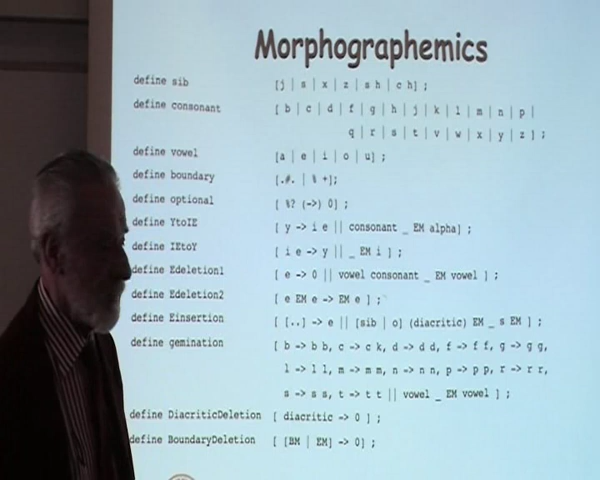 Morphographemics
define sib [j | s | x | z | s h | c h] ;
define consonant [ b | c | d | f | g | h | j | k | l | m | n | p |
q | r | s | t | v | w | x | y | z ] ;
define vowel [a | e | i | o | u] ;
define boundary [.#. | % +];
define optional [ %? (->) 0] ;
define YtoIE [ y -> i e || consonant _ EM alpha] ;
define IEtoY [ i e -> y || _ EM i ] ;
define Edeletion1 [ e -> 0 || vowel consonant _ EM vowel ] ;
define Edeletion2 [ e EM e -> EM e ] ;
define Einsertion [ [..] -> e || [sib | o] (diacritic) EM _ s EM ] ;
define gemination [ b -> b b, c -> c k, d -> d d, f -> f f, g -> g g,
l -> l l, m -> m m, n -> n n, p -> p p, r -> r r,
s -> s s, t -> t t || vowel _ EM vowel ] ;
define DiacriticDeletion [ diacritic -> 0 ] ;
define BoundaryDeletion [ [BM | EM] -> 0] ;